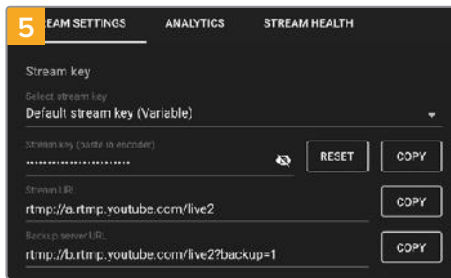 5
EAM SETTINGS ANALYTICS STREAM HEALTH
Stream key
Select stream key
Default stream key (Variable)
Stream key (paste in encoder)
•••••••••••••••••••••••• RESET COPY
Stream URL
rtmp://a.rtmp.youtube.com/live2 COPY
Backup server URL
rtmp://b.rtmp.youtube.com/live2?backup=1 COPY